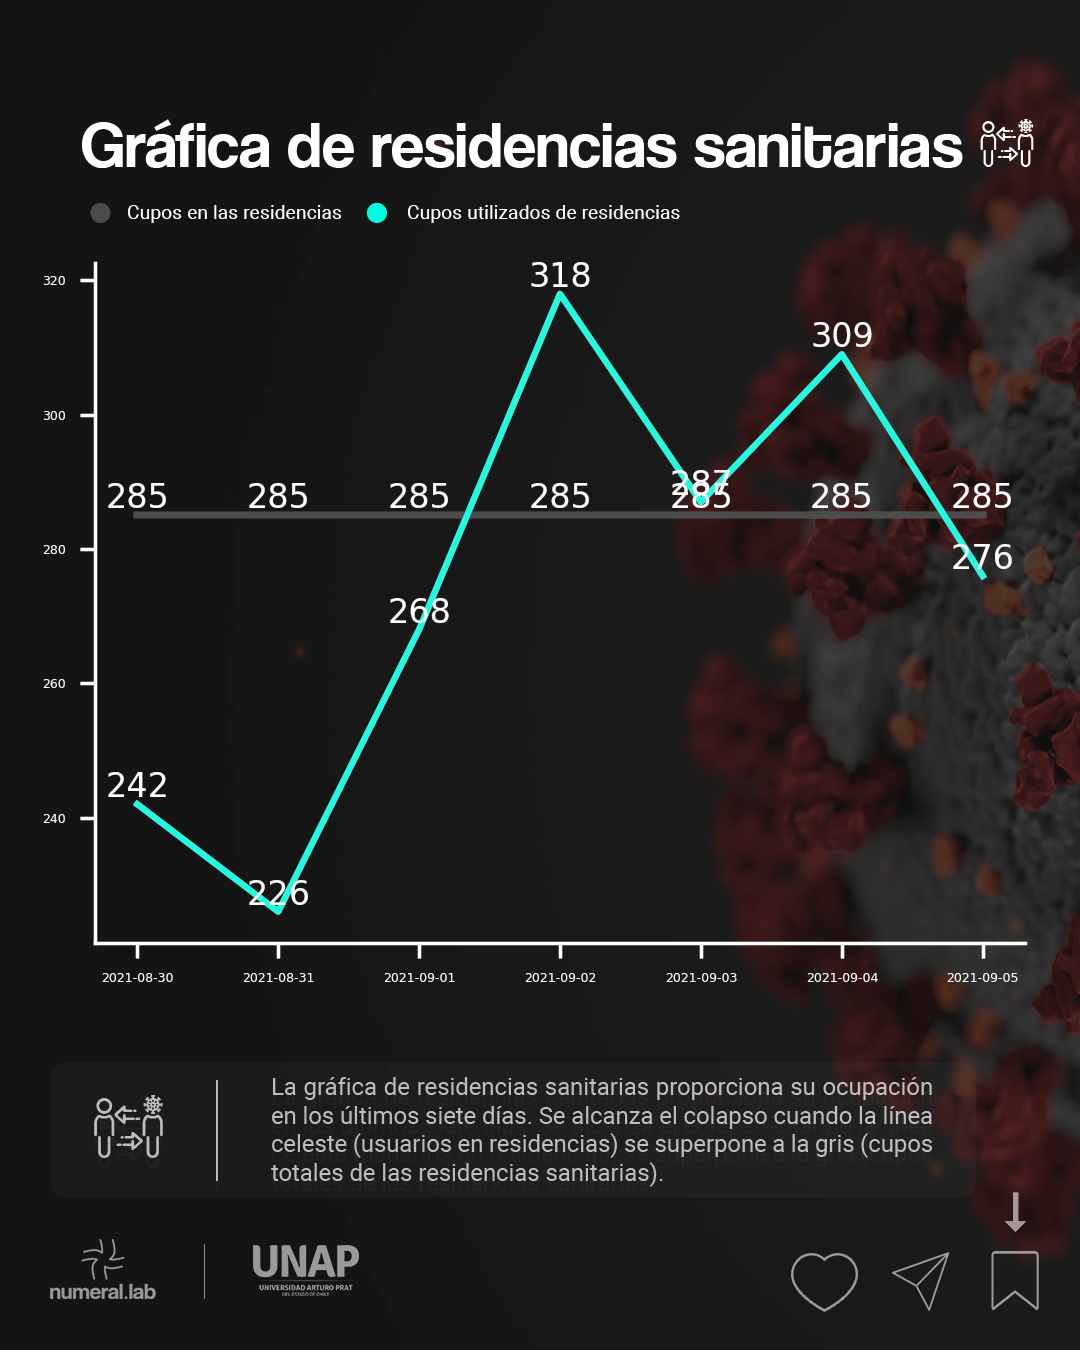 Gráfica de residencias sanitarias
Cupos en las residencias Cupos utilizados de residencias
320
318
309
300
287
285 285 285 285 285 285 285
280
276
268
260
242
240
226
2021-08-30 2021-08-31 2021-09-01 2021-09-02 2021-09-03 2021-09-04 2021-09-05
La gráfica de residencias sanitarias proporciona su ocupación
en los últimos siete días. Se alcanza el colapso cuando la línea
celeste (usuarios en residencias) se superpone a la gris (cupos
totales de las residencias sanitarias).
numeral.lab
UNAP
UNIVERSIDAD ARTURO PRAT
DEL ESTADO DE CHILE